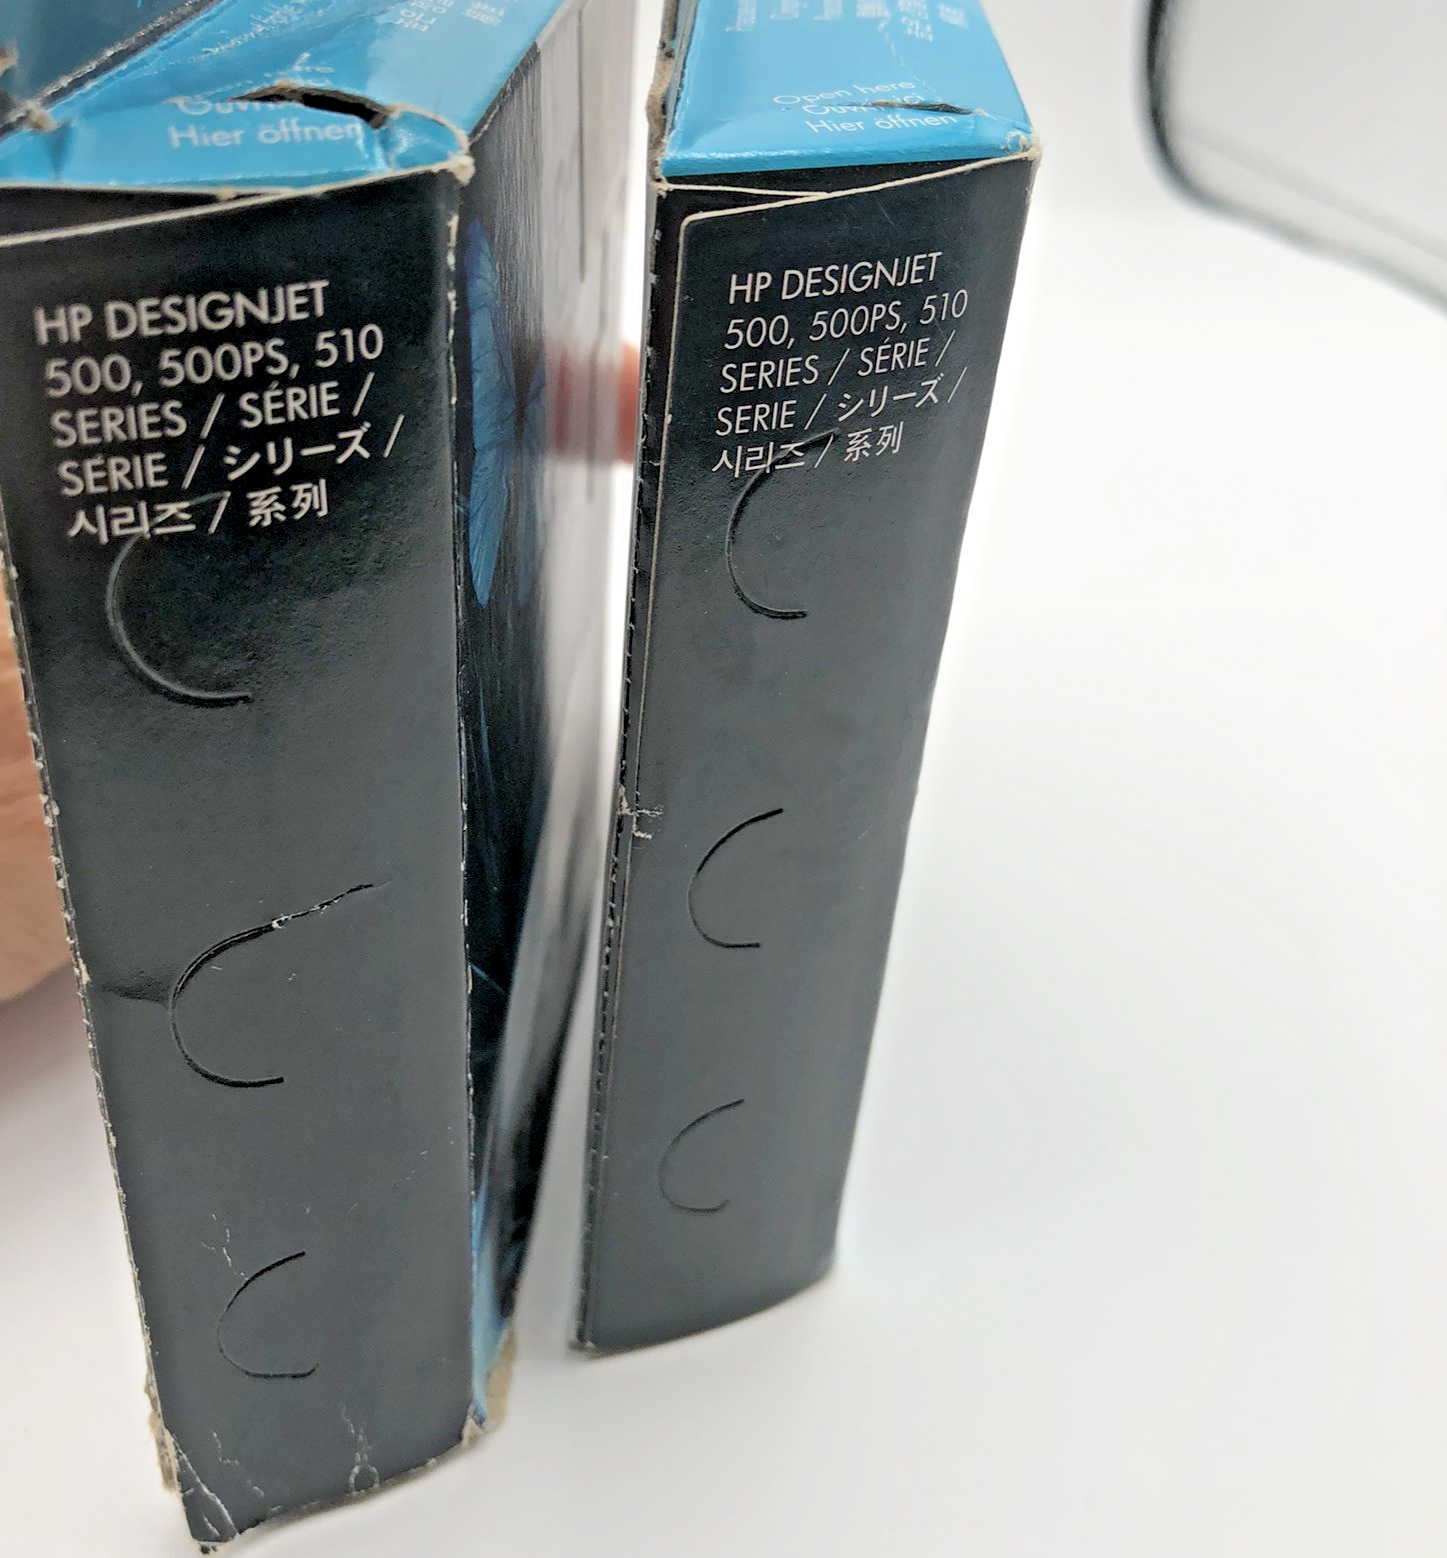 Hier öffnen
HP DESIGNJET
500, 500PS, 510
SERIES / SÉRIE /
SERIE / シリーズ /
시리즈 / 系列
Open here
Hier öffnen
HP DESIGNJET
500, 500PS, 510
SERIES / SÉRIE /
SERIE / シリーズ /
시리즈 / 系列